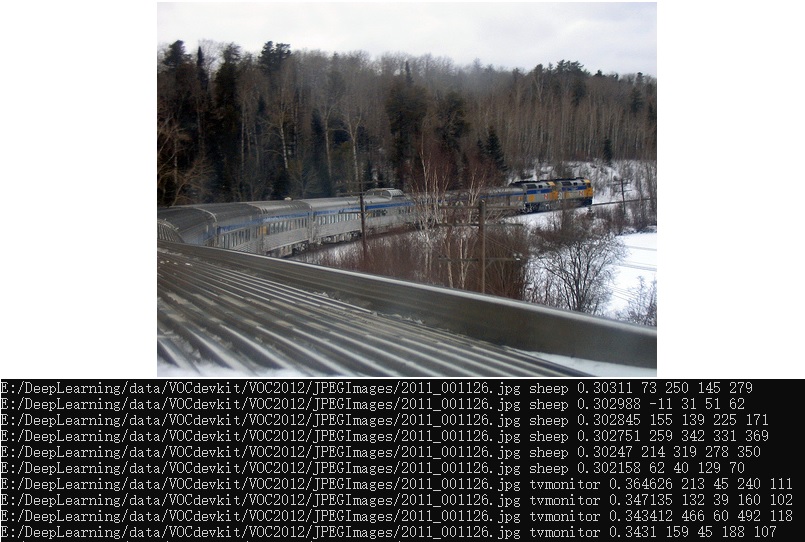 E:/DeepLearning/data/VOCdevkit/VOC2012/JPEGImages/2011_001126.jpg sheep 0.30311 73 250 145 279
E:/DeepLearning/data/VOCdevkit/VOC2012/JPEGImages/2011_001126.jpg sheep 0.302988 -11 31 51 62
E:/DeepLearning/data/VOCdevkit/VOC2012/JPEGImages/2011_001126.jpg sheep 0.302845 155 139 225 171
E:/DeepLearning/data/VOCdevkit/VOC2012/JPEGImages/2011_001126.jpg sheep 0.302751 259 342 331 369
E:/DeepLearning/data/VOCdevkit/VOC2012/JPEGImages/2011_001126.jpg sheep 0.30247 214 319 278 350
E:/DeepLearning/data/VOCdevkit/VOC2012/JPEGImages/2011_001126.jpg sheep 0.302158 62 40 129 70
E:/DeepLearning/data/VOCdevkit/VOC2012/JPEGImages/2011_001126.jpg tvmonitor 0.364626 213 45 240 111
E:/DeepLearning/data/VOCdevkit/VOC2012/JPEGImages/2011_001126.jpg tvmonitor 0.347135 132 39 160 102
E:/DeepLearning/data/VOCdevkit/VOC2012/JPEGImages/2011_001126.jpg tvmonitor 0.343412 466 60 492 118
E:/DeepLearning/data/VOCdevkit/VOC2012/JPEGImages/2011_001126.jpg tvmonitor 0.3431 159 45 188 107